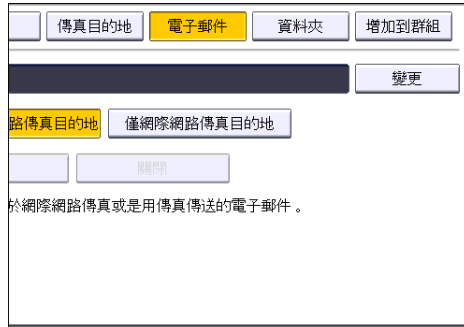 傳真目的地 電子郵件 資料夾 增加到群組
變更
路傳真目的地 僅網際網路傳真目的地
關閉
於網際網路傳真或是用傳真傳送的電子郵件。